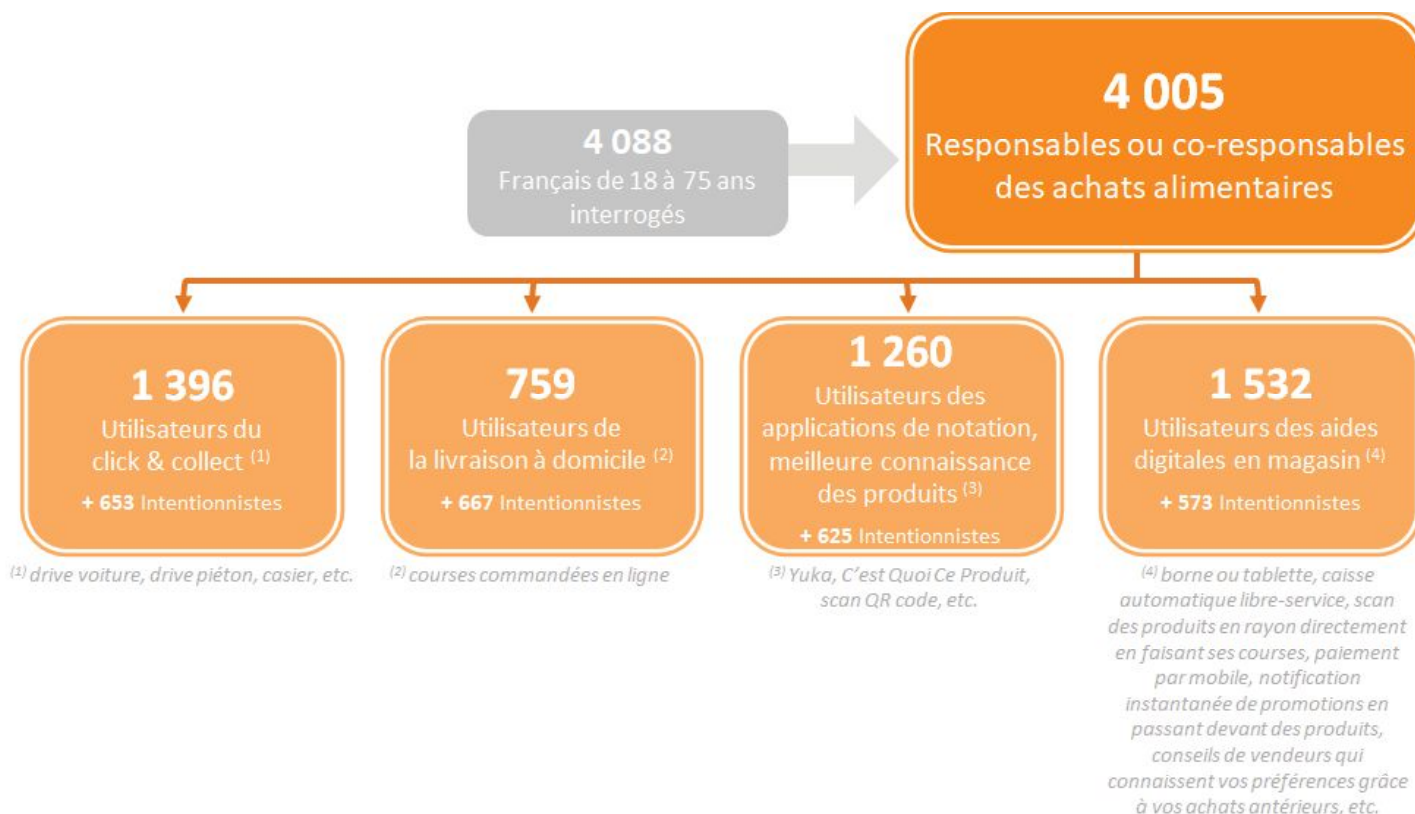 4 005
Responsables ou co-responsables
des achats alimentaires
4 088
Français de 18 à 75 ans
interrogés
1 396
Utilisateurs du
click & collect (1)
+ 653 Intentionnistes
759
Utilisateurs de
la livraison à domicile (2)
+ 667 Intentionnistes
1 260
Utilisateurs des
applications de notation,
meilleure connaissance
des produits (3)
+ 625 Intentionnistes
1 532
Utilisateurs des aides
digitales en magasin (4)
+ 573 Intentionnistes
(1) drive voiture, drive piéton, casier, etc.
(2) courses commandées en ligne
(3) Yuka, C'est Quoi Ce Produit,
scan QR code, etc.
(4) borne ou tablette, caisse
automatique libre-service, scan
des produits en rayon directement
en faisant ses courses, paiement
par mobile, notification
instantanée de promotions en
passant devant des produits,
conseils de vendeurs qui
connaissent vos préférences grâce
à vos achats antérieurs, etc.